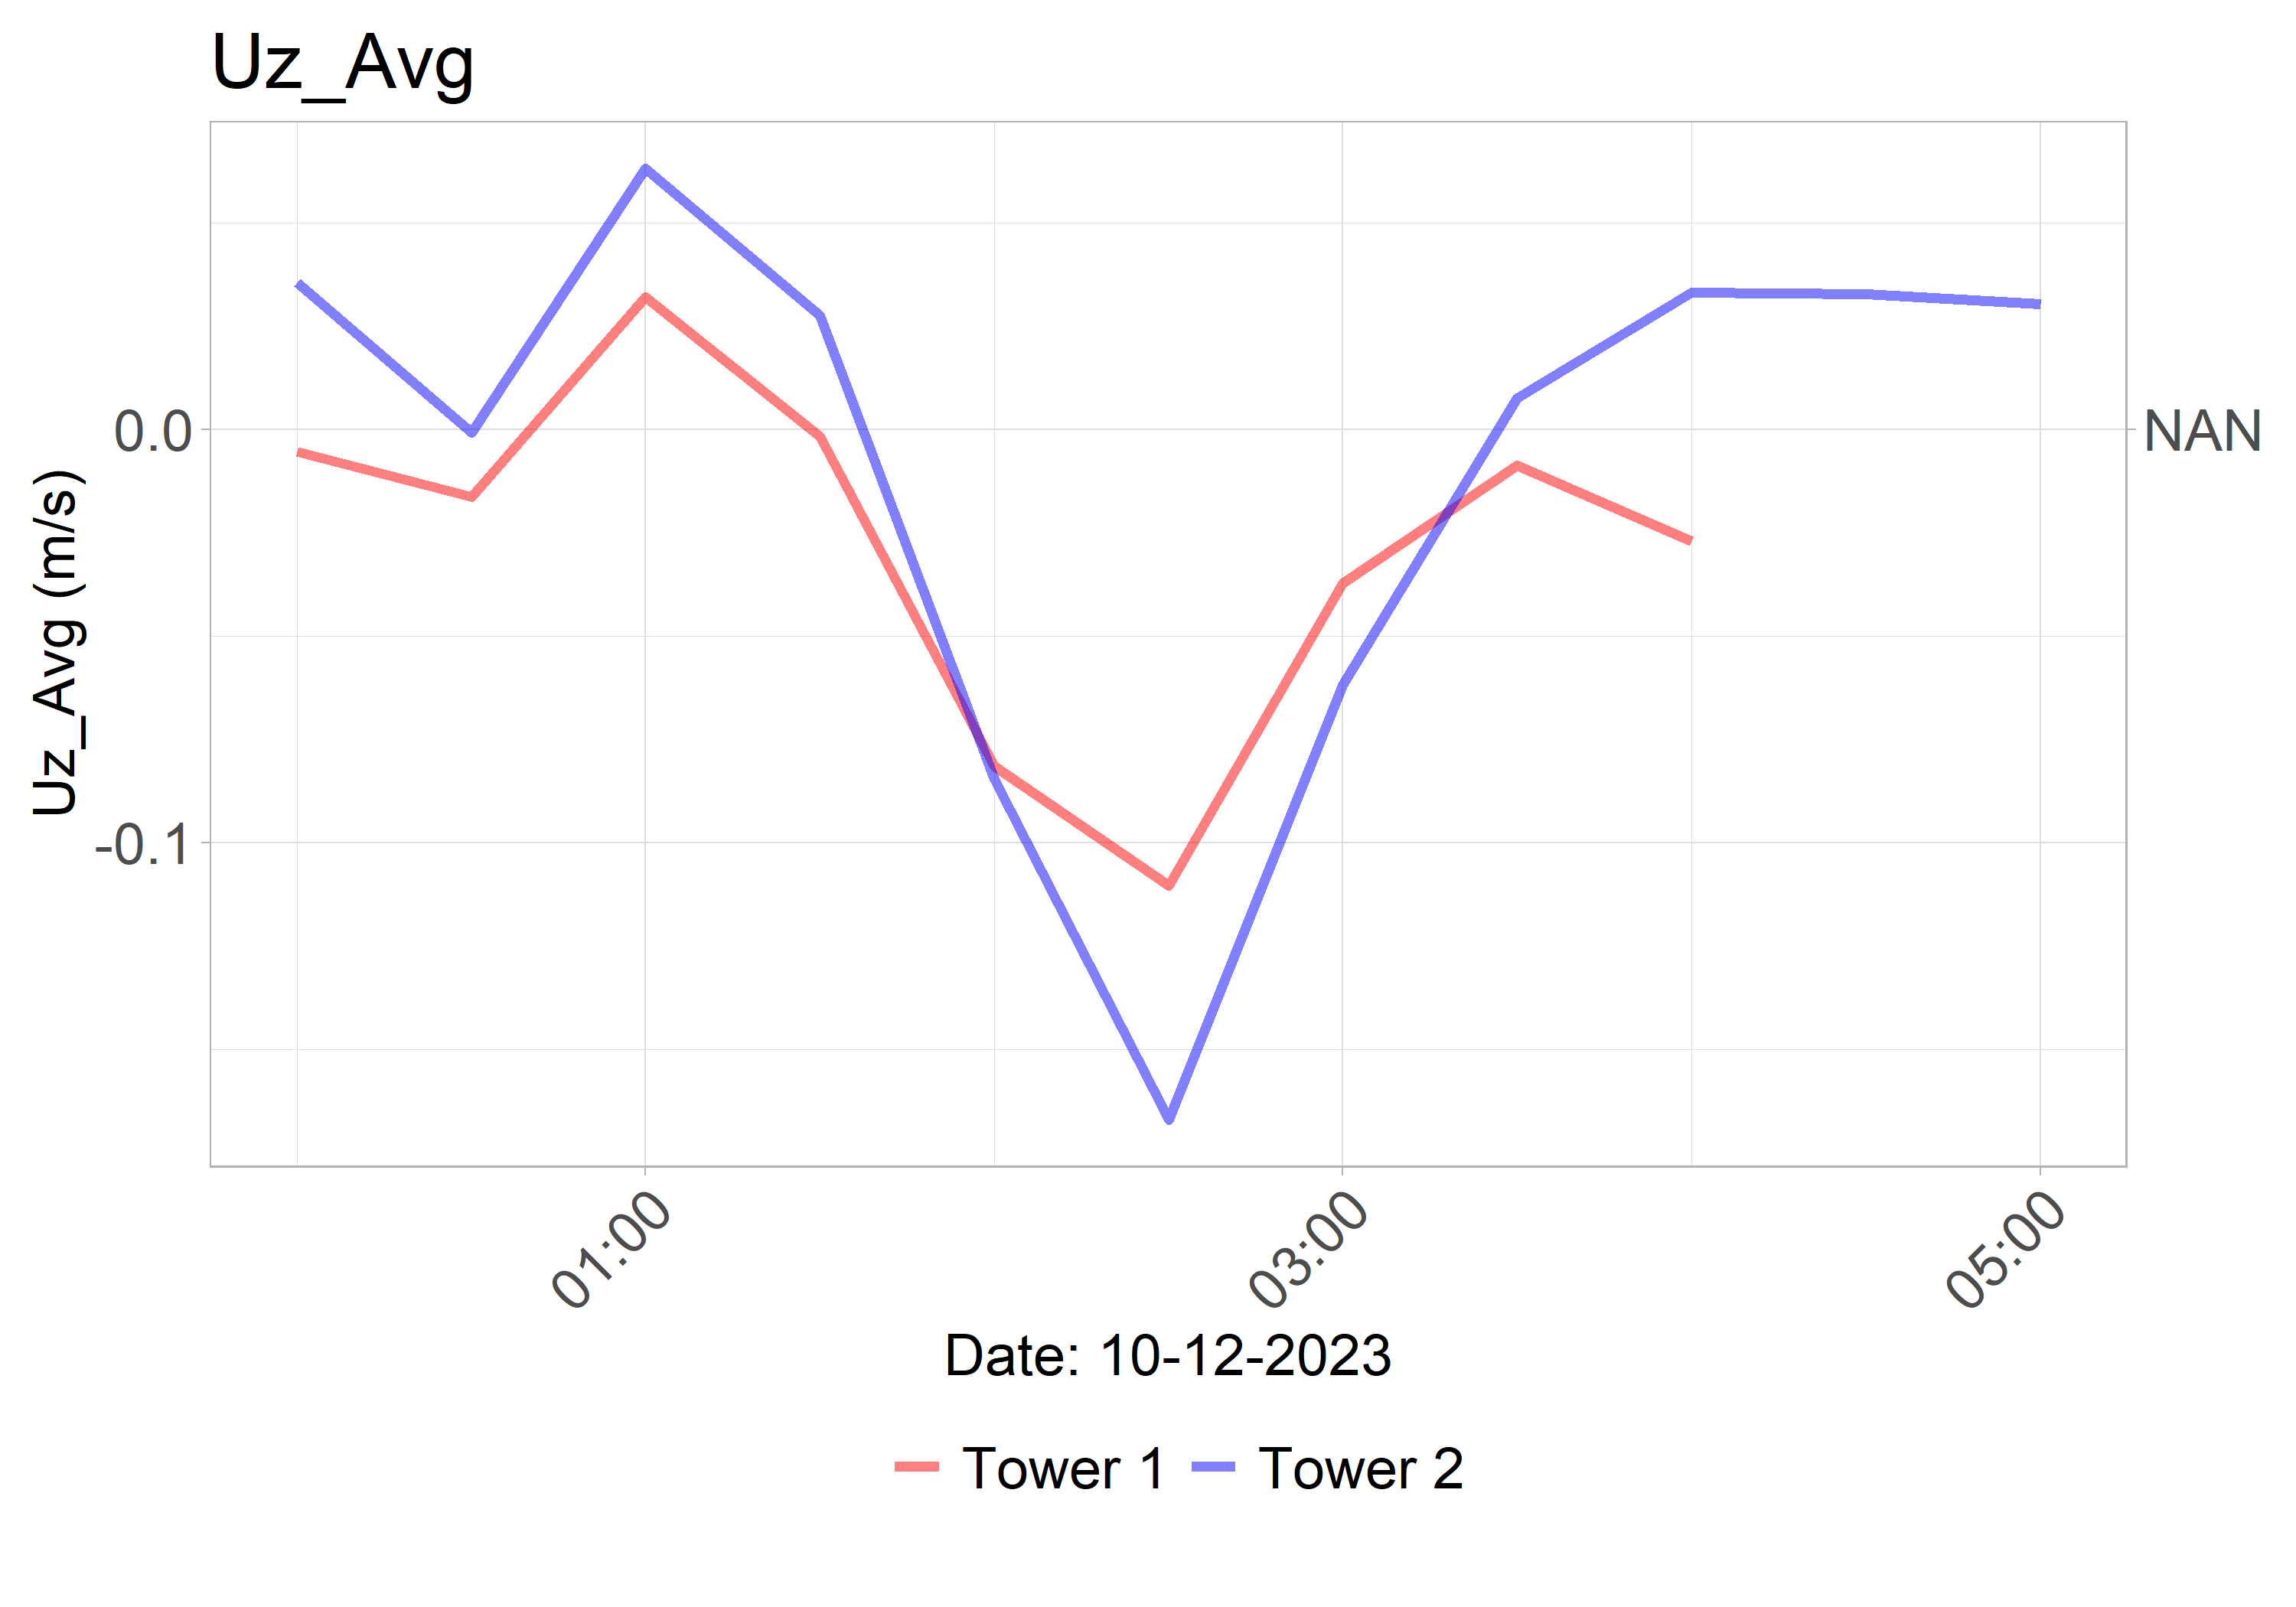 Uz_Avg
Uz_Avg (m/s)
0.0
-0.1
NAN
01:00
03:00
05:00
Date: 10-12-2023
Tower 1
Tower 2